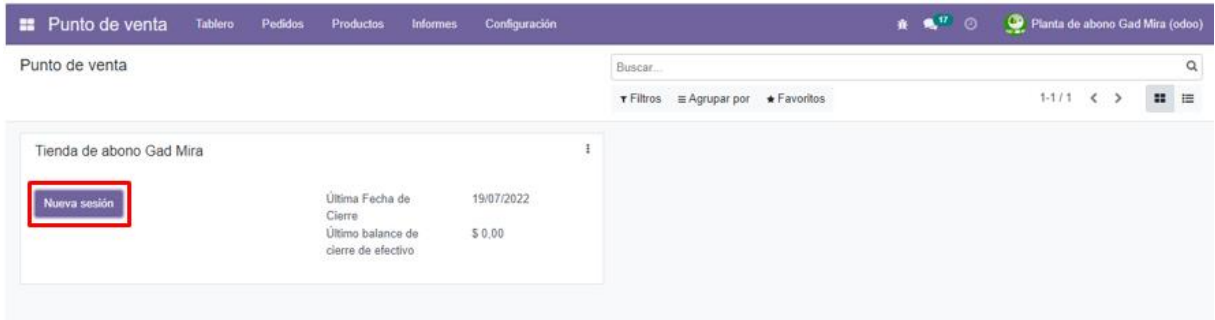 Punto de venta Tablero Pedidos Productos Informes Configuración 17 Planta de abono Gad Mira (odoo)
Punto de venta Buscar...
Filtros Agrupar por Favoritos 1-1 / 1
Tienda de abono Gad Mira
Nueva sesión Última Fecha de 19/07/2022
Cierre
Último balance de $ 0,00
cierre de efectivo